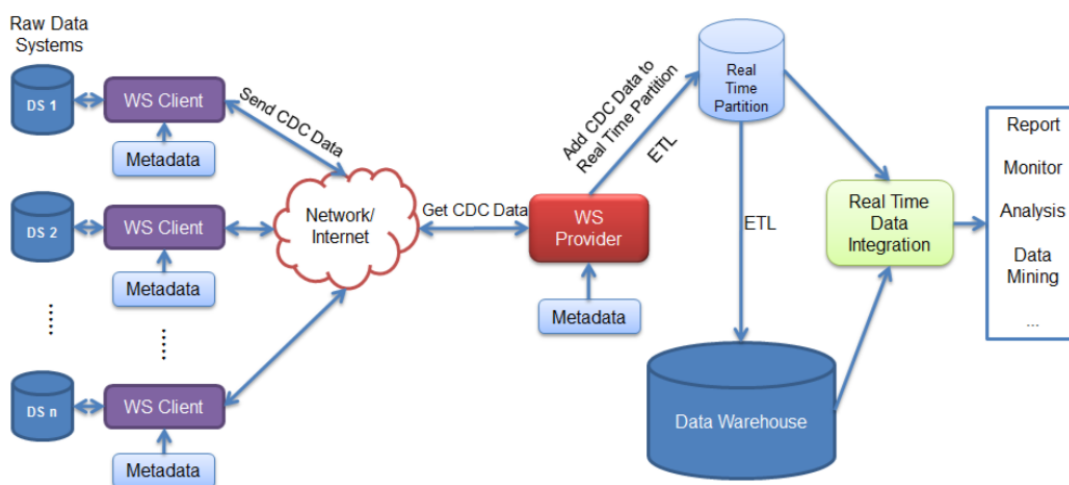 Raw Data
Systems
DS 1
WS Client
Metadata
Send CDC Data
DS 2
WS Client
Metadata
.....
.....
DS n
WS Client
Metadata
Network/
Internet
Get CDC Data
WS
Provider
Metadata
Add CDC Data to
Real Time Partition
ETL
Real
Time
Partition
ETL
Data Warehouse
Real Time
Data
Integration
Report
Monitor
Analysis
Data
Mining
...